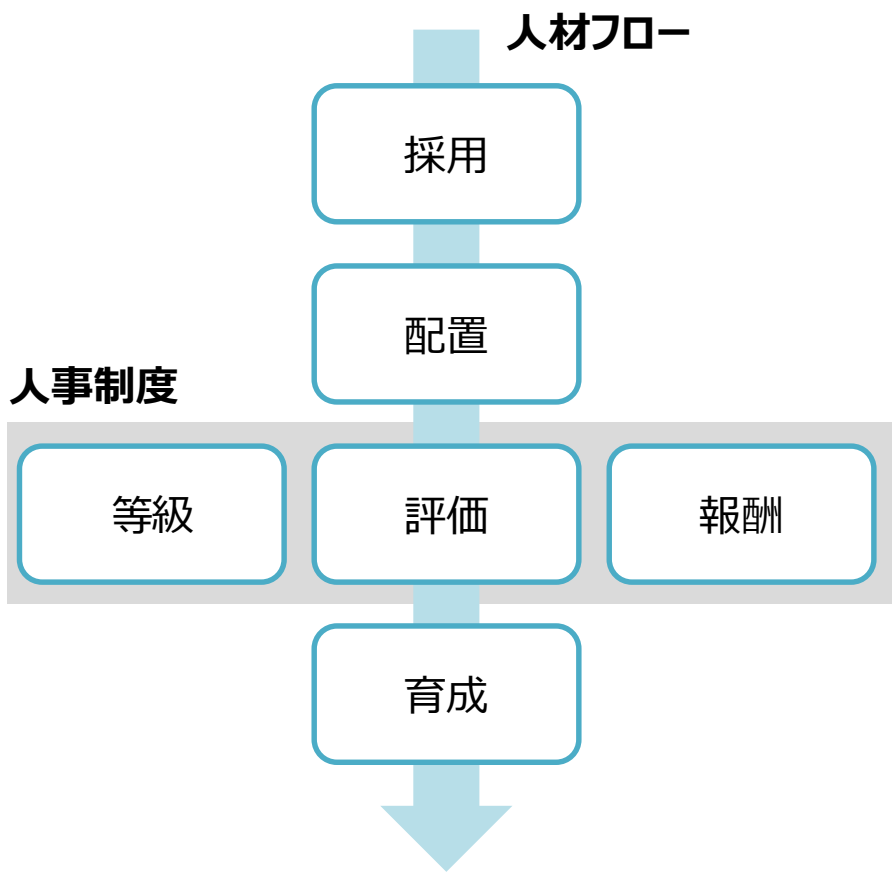 人材フロー
採用
配置
人事制度
等級
評価
報酬
育成